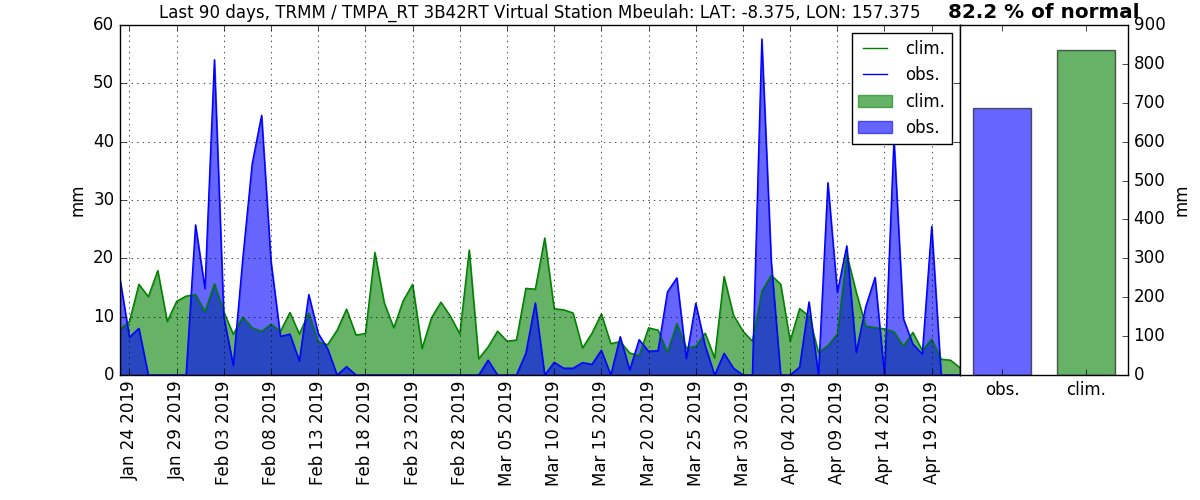 Last 90 days, TRMM / TMPA_RT 3B42RT Virtual Station Mbeulah: LAT: -8.375, LON: 157.375
82.2 % of normal
60
50
40
30
20
10
0
mm
clim.
obs.
clim.
obs.
Jan 24 2019
Jan 29 2019
Feb 03 2019
Feb 08 2019
Feb 13 2019
Feb 18 2019
Feb 23 2019
Feb 28 2019
Mar 05 2019
Mar 10 2019
Mar 15 2019
Mar 20 2019
Mar 25 2019
Mar 30 2019
Apr 04 2019
Apr 09 2019
Apr 14 2019
Apr 19 2019
900
800
700
600
500
400
300
200
100
0
mm
obs.
clim.